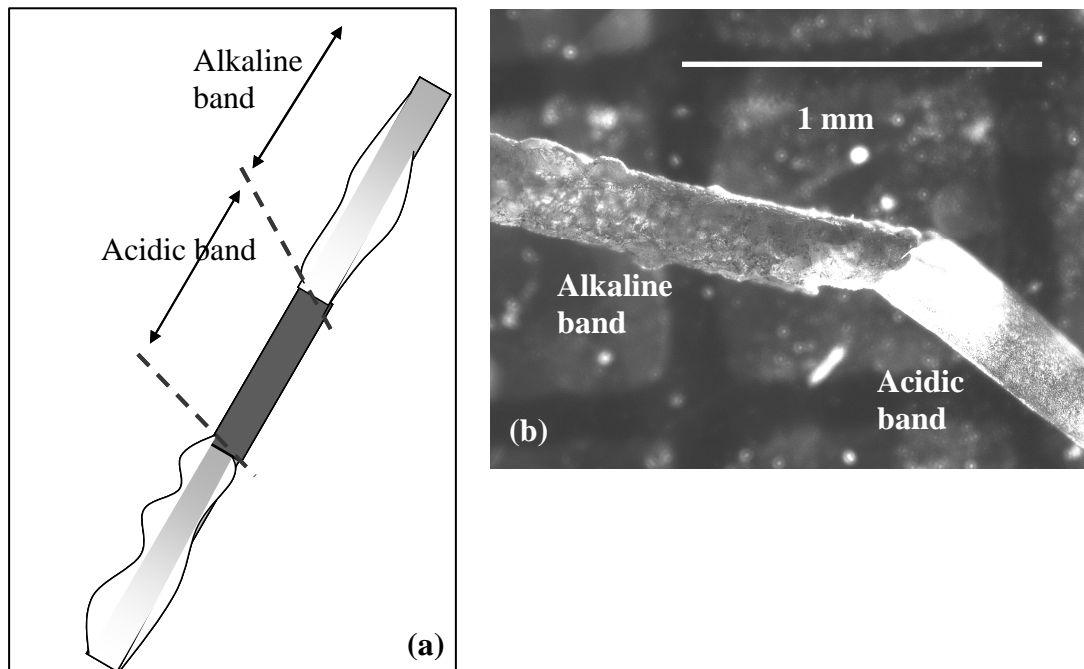 Alkaline
band
Acidic band
(a)
1 mm
Alkaline
band
Acidic
band
(b)